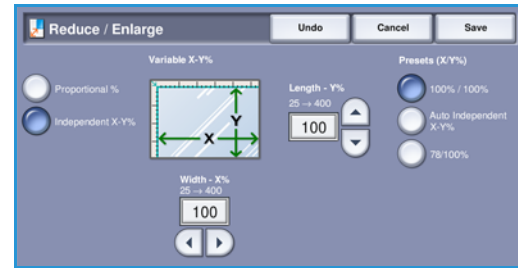 Reduce / Enlarge
Undo
Cancel
Save
Variable X-Y%
Presets (X/Y%)
Proportional %
Independent X-Y%
Y
X
Length - Y%
25 → 400
100
100% / 100%
Auto Independent
X-Y%
78/100%
Width - X%
25 → 400
100